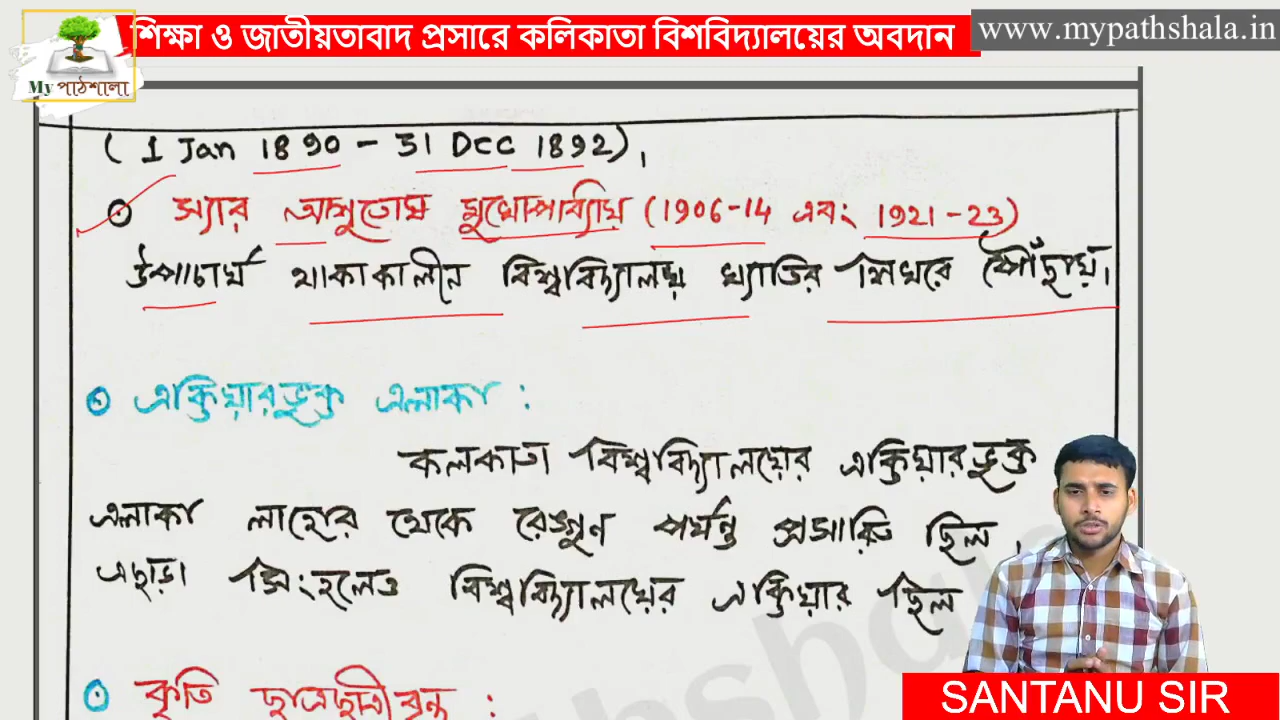 শিক্ষা ও জাতীয়তাবাদ প্রসারে কলিকাতা বিশবিদ্যালয়ের অবদান
www.mypathshala.in
My পাঠশালা
(1 Jan 1890 - 31 Dec 1892),
স্যার আশুতোষ মুখোপাধ্যায় (1906-14 এবং 1921-23)
উপাচার্য থাকাকালীন বিশ্ববিদ্যালয় খ্যাতির শিখরে পৌঁছায়।
এক্তিয়ারভুক্ত এলাকা :
কলকাতা বিশ্ববিদ্যালয়ের এক্তিয়ারভুক্ত
এলাকা লাহোর থেকে রেঙ্গুন পর্যন্ত প্রসারিত ছিল,
এছাড়া সিংহলেও বিশ্ববিদ্যালয়ের এক্তিয়ার ছিল
কৃতি ছাত্রছাত্রীবৃন্দ :
SANTANU SIR